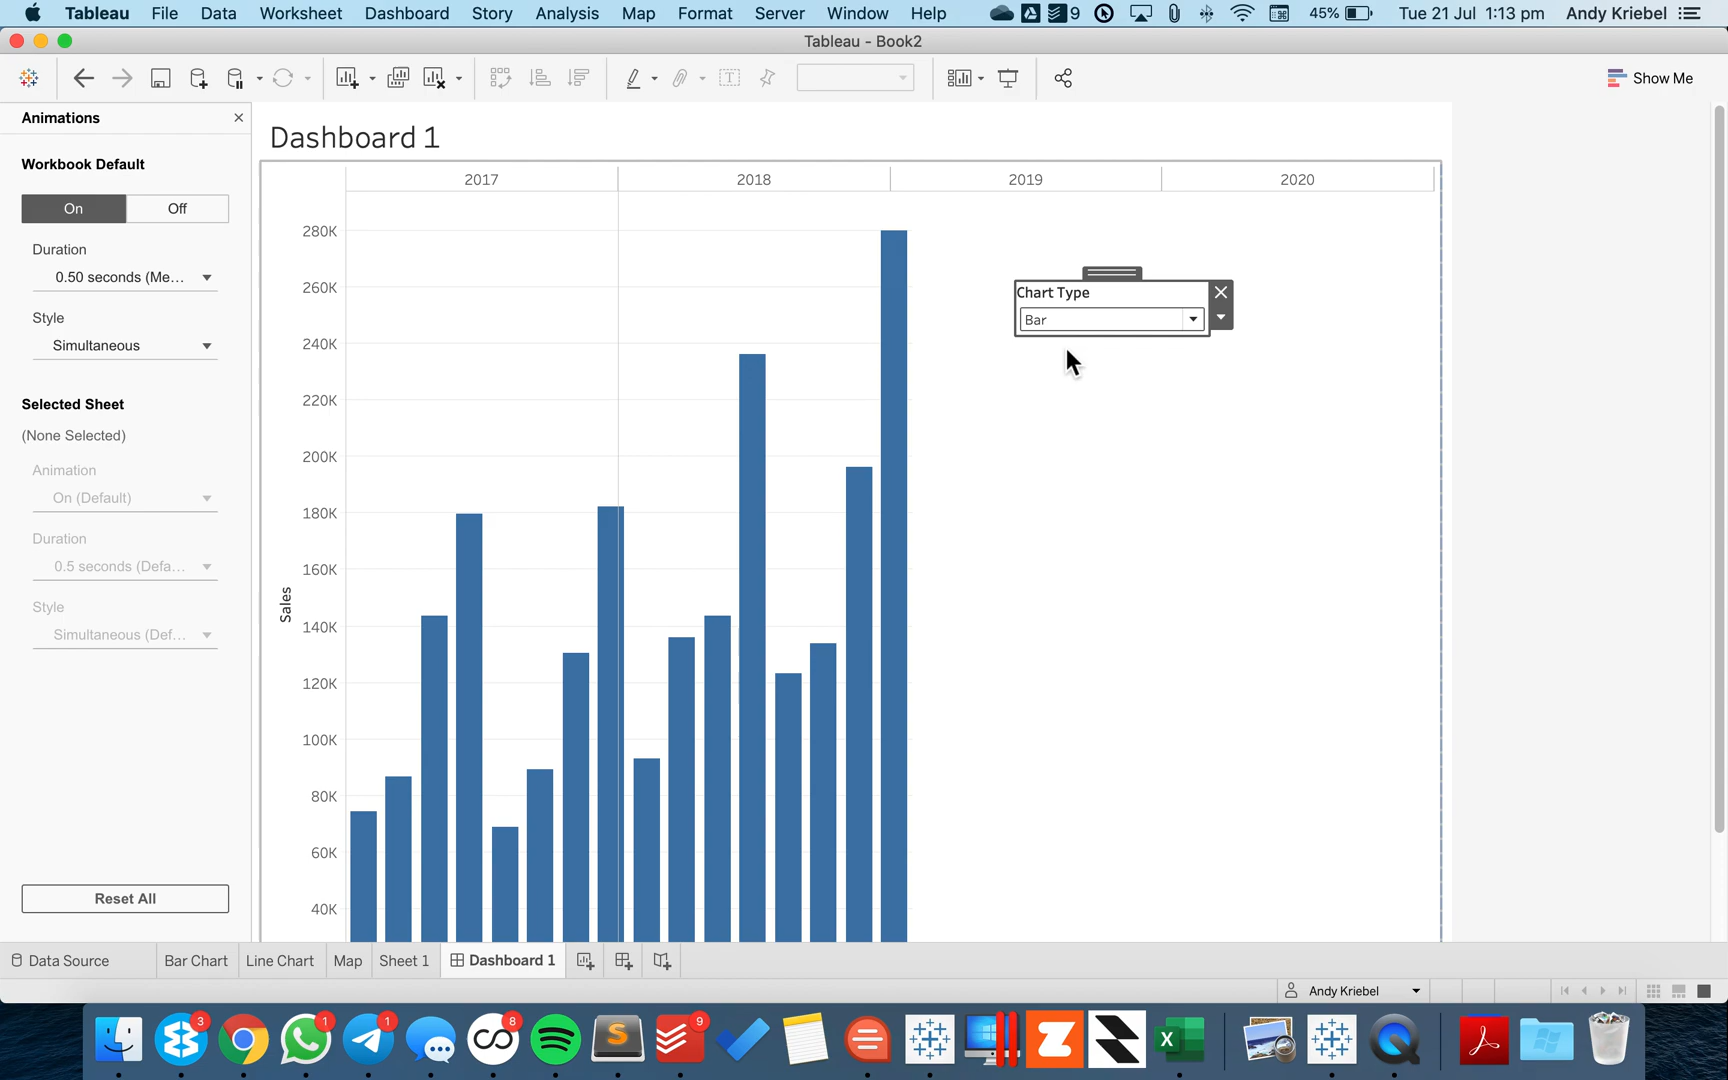 Tableau File Data Worksheet Dashboard Story Analysis Map Format Server Window Help 9 45% Tue 21 Jul 1:13 pm Andy Kriebel
Tableau - Book2
Show Me
Animations
Workbook Default
On Off
Duration
0.50 seconds (Me...
Style
Simultaneous
Selected Sheet
(None Selected)
Animation
On (Default)
Duration
0.5 seconds (Defa...
Style
Simultaneous (Def...
Reset All
Dashboard 1
2017 2018 2019 2020
280K
260K
240K
220K
200K
180K
160K
140K
120K
100K
80K
60K
40K
Sales
Chart Type
Bar
Data Source Bar Chart Line Chart Map Sheet 1 Dashboard 1
Andy Kriebel
3 1 1 8 9